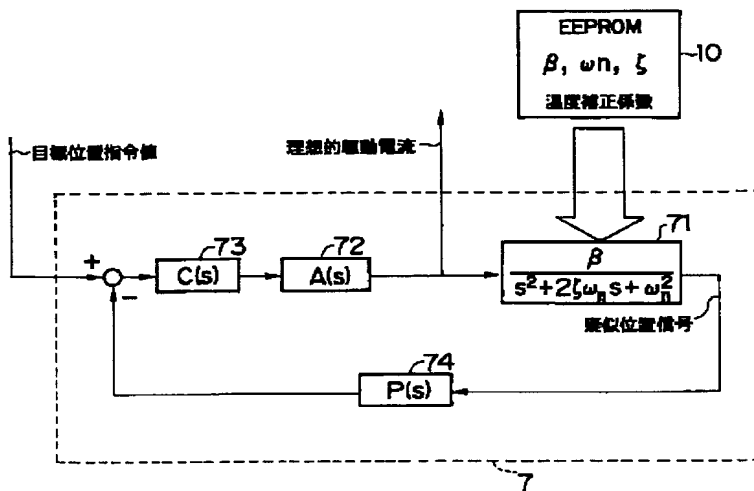 EEPROM
β, ωn, ζ
温度補正係数
10
目標位置指令値
理想的駆動電流
73
C(s)
72
A(s)
71
β
s²+2ζωₙs+ωₙ²
+
−
疑似位置信号
74
P(s)
7